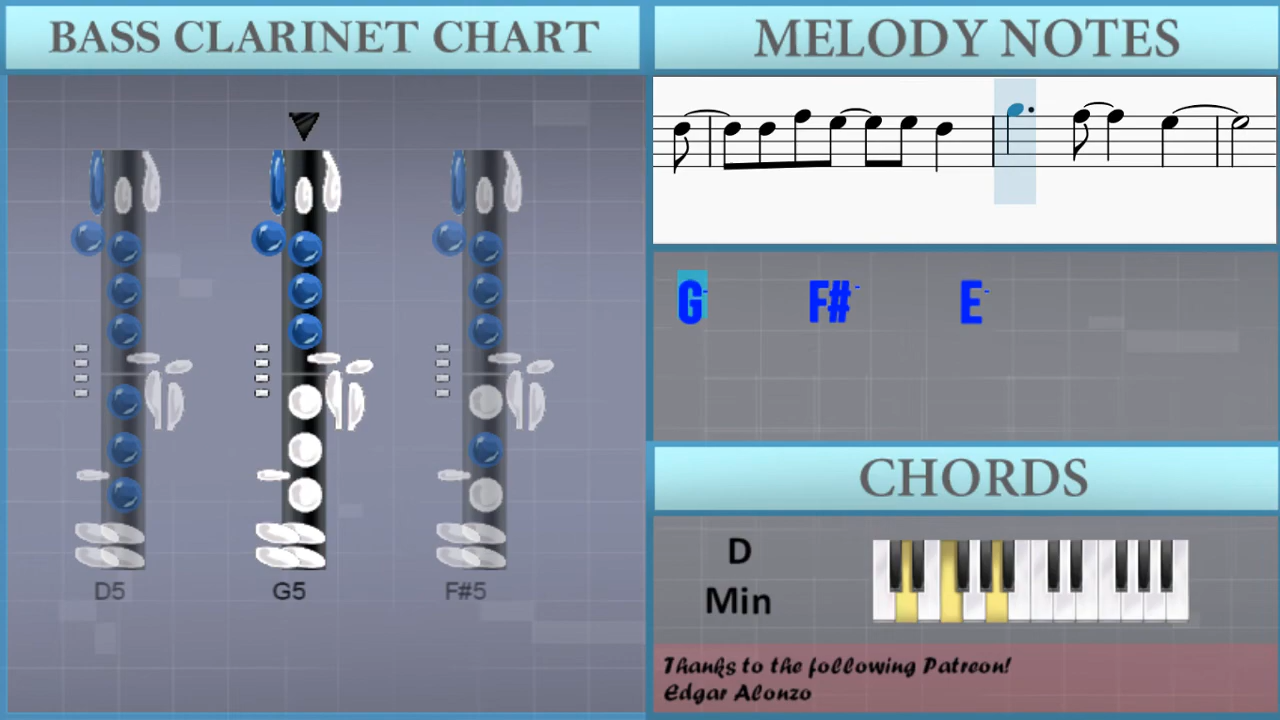 BASS CLARINET CHART
D5 G5 F#5
MELODY NOTES
G- F#- E-
CHORDS
D
Min
Thanks to the following Patreon!
Edgar Alonzo